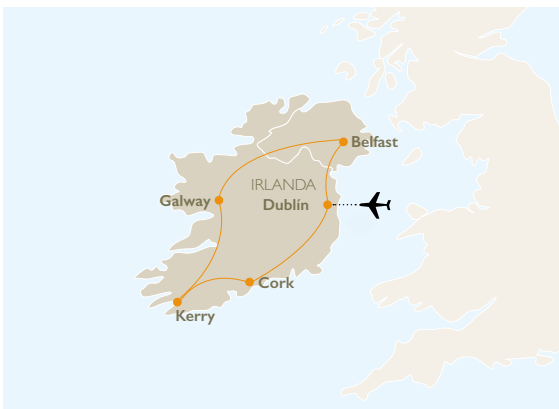 Belfast
IRLANDA
Galway
Dublín
Cork
Kerry